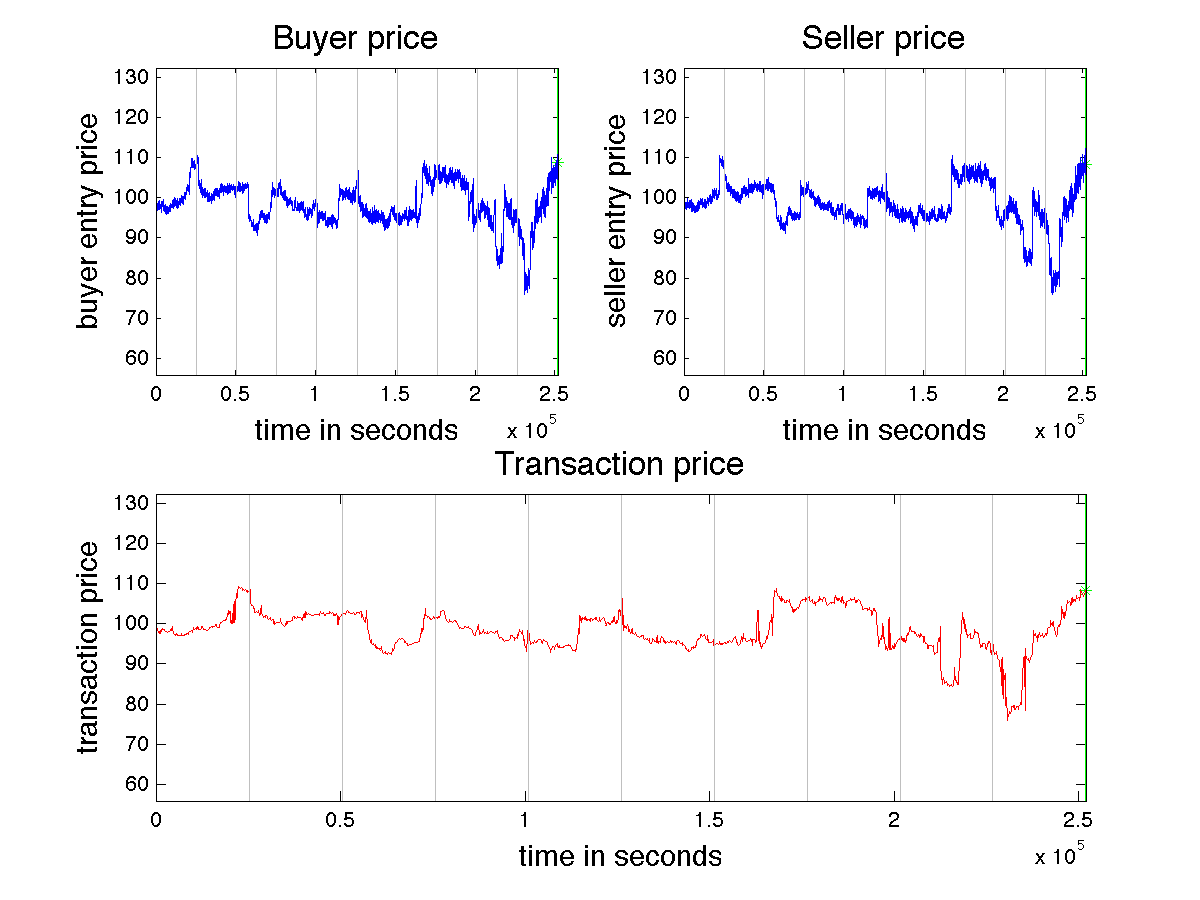 Buyer price
Seller price
buyer entry price
130
120
110
100
90
80
70
60
0 0.5 1 1.5 2 2.5
x 10^5
time in seconds
seller entry price
130
120
110
100
90
80
70
60
0 0.5 1 1.5 2 2.5
x 10^5
time in seconds
Transaction price
transaction price
130
120
110
100
90
80
70
60
0 0.5 1 1.5 2 2.5
x 10^5
time in seconds